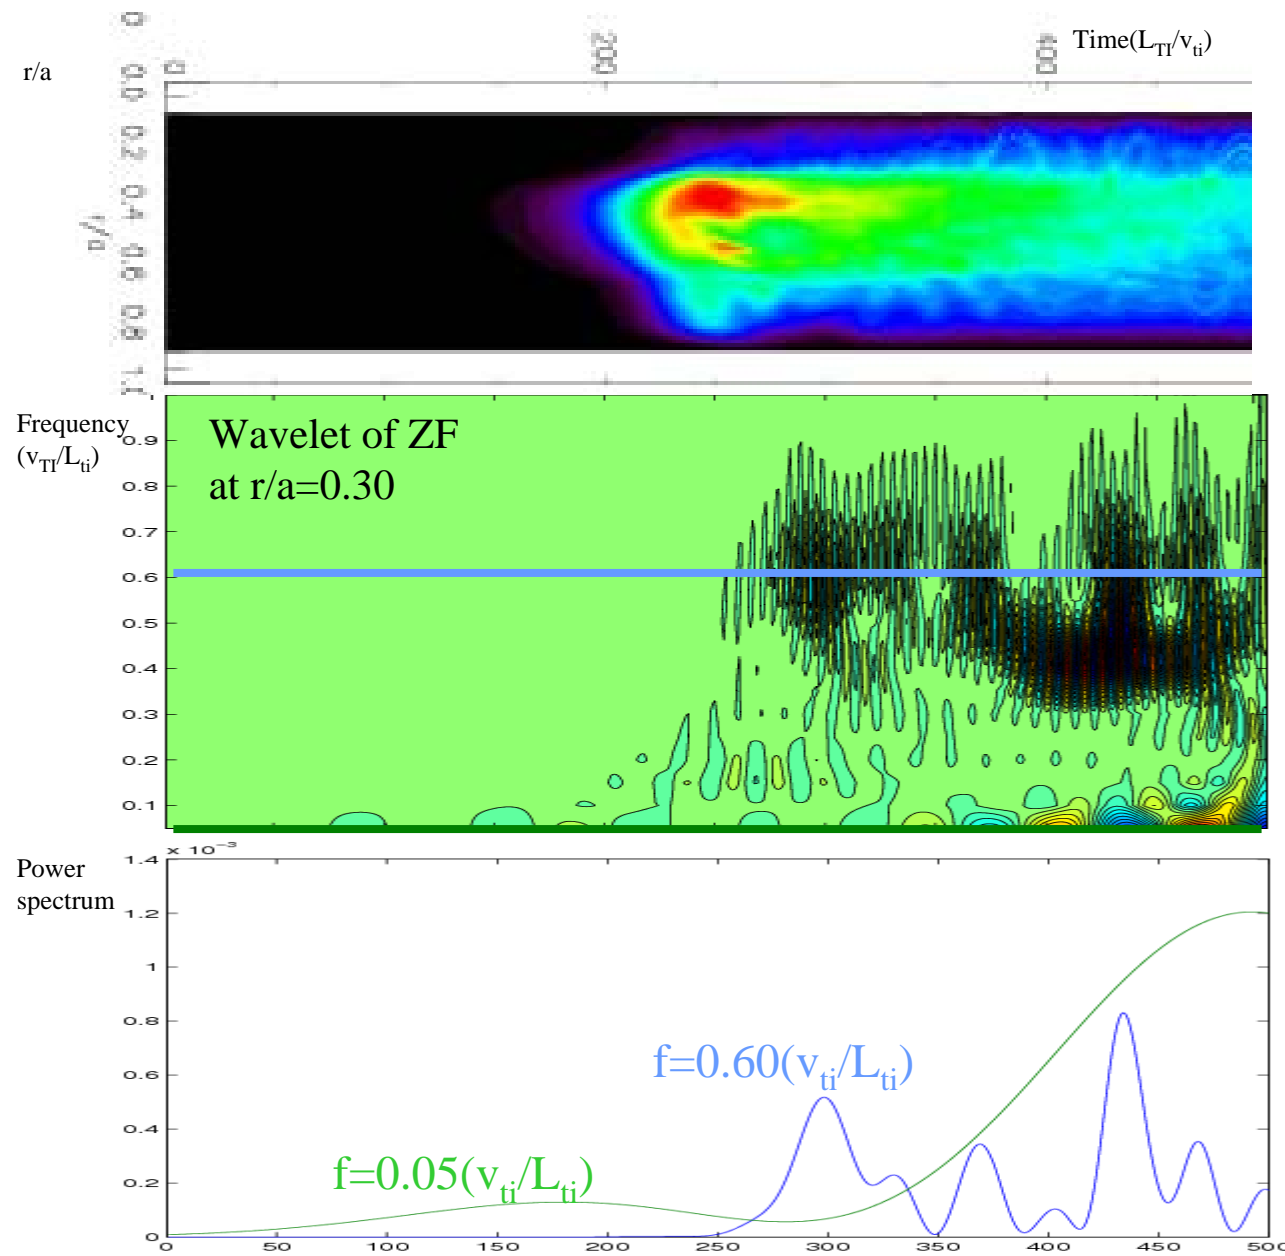 0 200 400 Time(L_TI/v_ti)
r/a
0.0
0.2
0.4
r/a
0.6
0.8
Frequency
(v_TI/L_ti)
Wavelet of ZF
at r/a=0.30
0.9
0.8
0.7
0.6
0.5
0.4
0.3
0.2
0.1
Power
spectrum
x 10^-3
1.4
1.2
1
0.8
0.6
0.4
0.2
0
f=0.60(v_ti/L_ti)
f=0.05(v_ti/L_ti)
0 50 100 150 200 250 300 350 400 450 500